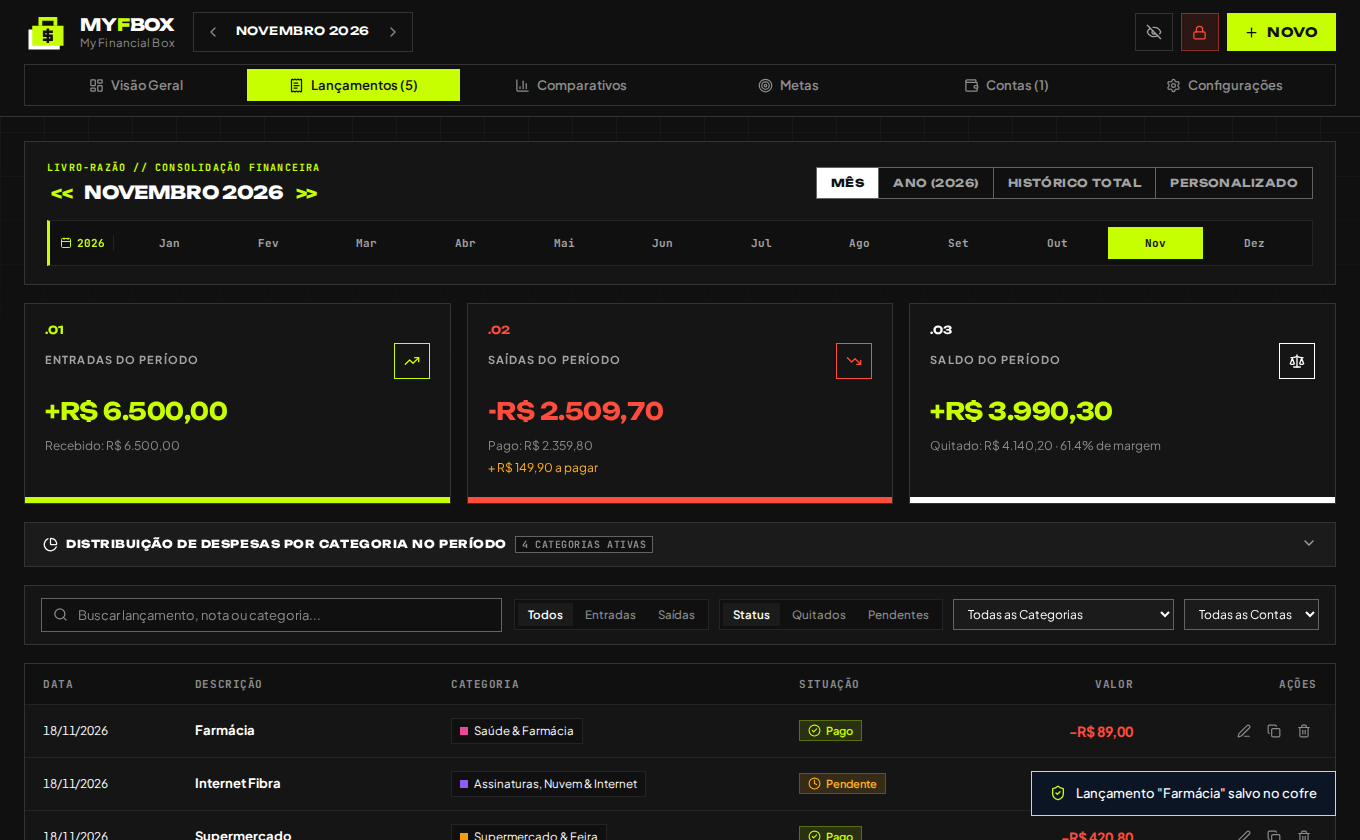 MYFBOX
MyFinancialBox
NOVEMBRO 2026
+ NOVO
Visão Geral
Lançamentos (5)
Comparativos
Metas
Contas (1)
Configurações
LIVRO-RAZÃO // CONSOLIDAÇÃO FINANCEIRA
<< NOVEMBRO 2026 >>
MÊS
ANO (2026)
HISTÓRICO TOTAL
PERSONALIZADO
2026
Jan
Fev
Mar
Abr
Mai
Jun
Jul
Ago
Set
Out
Nov
Dez
.01
ENTRADAS DO PERÍODO
+R$ 6.500,00
Recebido: R$ 6.500,00
.02
SAÍDAS DO PERÍODO
-R$ 2.509,70
Pago: R$ 2.359,80
+ R$ 149,90 a pagar
.03
SALDO DO PERÍODO
+R$ 3.990,30
Quitado: R$ 4.140,20 · 61.4% de margem
DISTRIBUIÇÃO DE DESPESAS POR CATEGORIA NO PERÍODO
4 CATEGORIAS ATIVAS
Buscar lançamento, nota ou categoria...
Todos
Entradas
Saídas
Status
Quitados
Pendentes
Todas as Categorias
Todas as Contas
DATA
DESCRIÇÃO
CATEGORIA
SITUAÇÃO
VALOR
AÇÕES
18/11/2026
Farmácia
Saúde & Farmácia
Pago
-R$ 89,00
18/11/2026
Internet Fibra
Assinaturas, Nuvem & Internet
Pendente
Lançamento "Farmácia" salvo no cofre
18/11/2026
Supermercado
Supermercado & Feira
Pago
-R$ 420,80